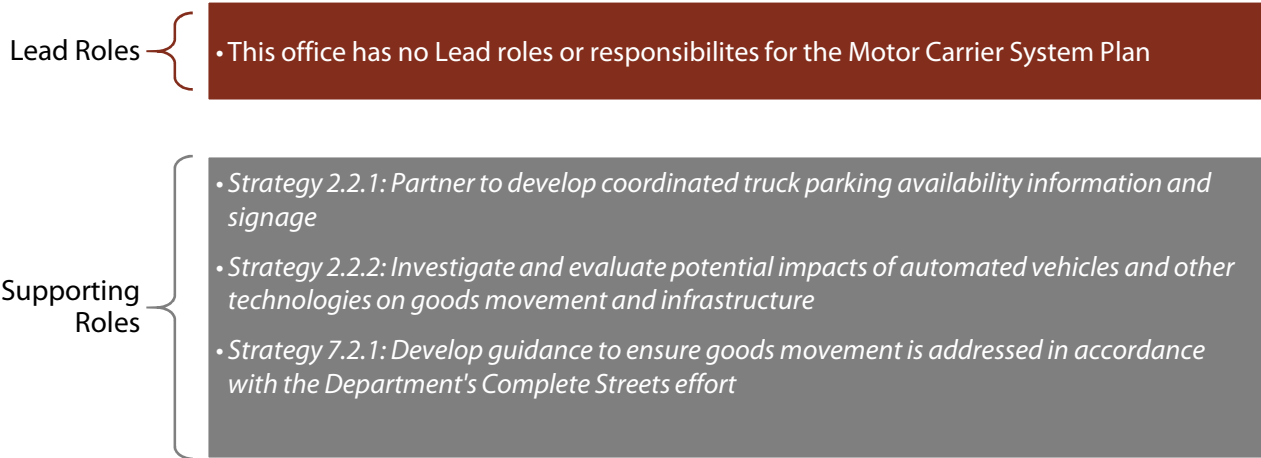 Lead Roles
• This office has no Lead roles or responsibilites for the Motor Carrier System Plan
Supporting
Roles
• Strategy 2.2.1: Partner to develop coordinated truck parking availability information and
signage
• Strategy 2.2.2: Investigate and evaluate potential impacts of automated vehicles and other
technologies on goods movement and infrastructure
• Strategy 7.2.1: Develop guidance to ensure goods movement is addressed in accordance
with the Department's Complete Streets effort